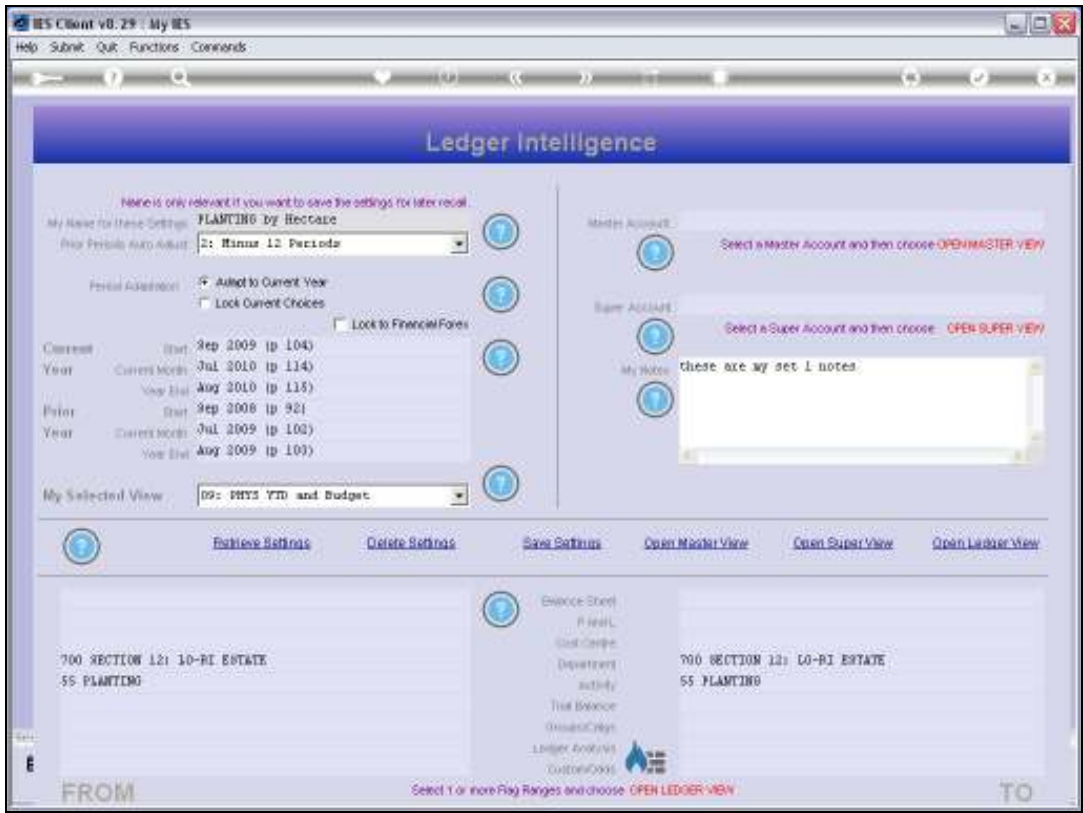 IES Client v8.29 : My IES
Help Submit Quit Functions Commands
Ledger Intelligence
Name is only relevant if you want to save the settings for later recall.
My Name for these Settings PLANTING by Hectare
Prior Periods Auto Adjust 2: Minus 12 Periods
Period Adaptation Adapt to Current Year
Lock Current Choices
Lock to Financial Forex
Current Start Sep 2009 (p 104)
Year Current Month Jul 2010 (p 114)
Year End Aug 2010 (p 115)
Prior Start Sep 2008 (p 92)
Year Current Month Jul 2009 (p 102)
Year End Aug 2009 (p 103)
My Selected View 09: PHYS YTD and Budget
Master Account
Select a Master Account and then choose OPEN MASTER VIEW
Super Account
Select a Super Account and then choose OPEN SUPER VIEW
My Notes these are my set 1 notes
Retrieve Settings Delete Settings Save Settings Open Master View Open Super View Open Ledger View
Balance Sheet
P and L
Cost Centre
700 SECTION 12: LO-RI ESTATE Department 700 SECTION 12: LO-RI ESTATE
55 PLANTING Activity 55 PLANTING
Trial Balance
Ledger Analysis
FROM Select 1 or more Flag Ranges and choose OPEN LEDGER VIEW TO